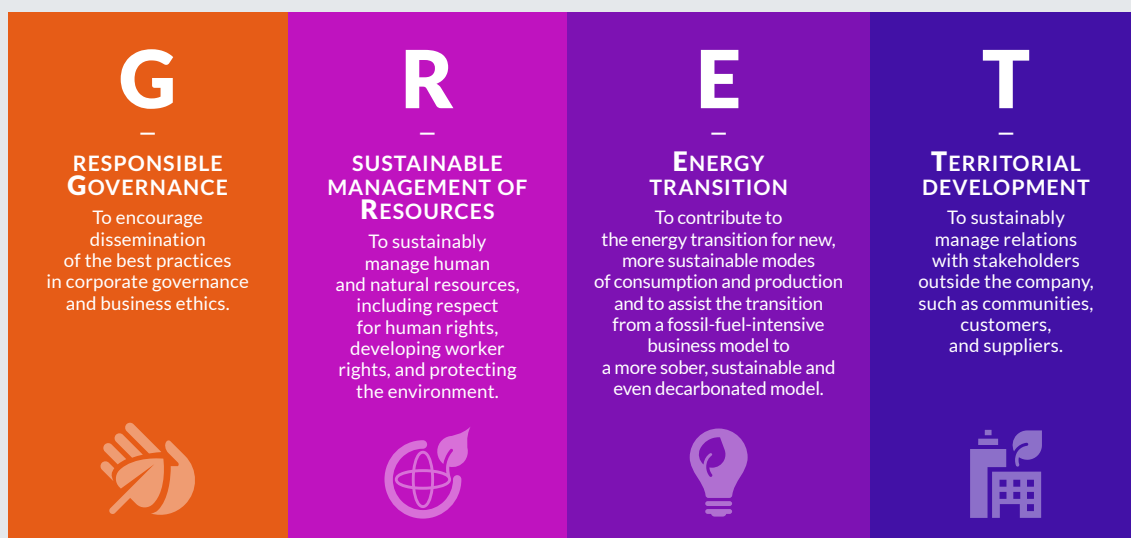 G
–
RESPONSIBLE
GOVERNANCE
To encourage
dissemination
of the best practices
in corporate governance
and business ethics.
R
–
SUSTAINABLE
MANAGEMENT OF
RESOURCES
To sustainably
manage human
and natural resources,
including respect
for human rights,
developing worker
rights, and protecting
the environment.
E
–
ENERGY
TRANSITION
To contribute to
the energy transition for new,
more sustainable modes
of consumption and production
and to assist the transition
from a fossil-fuel-intensive
business model to
a more sober, sustainable and
even decarbonated model.
T
–
TERRITORIAL
DEVELOPMENT
To sustainably
manage relations
with stakeholders
outside the company,
such as communities,
customers,
and suppliers.